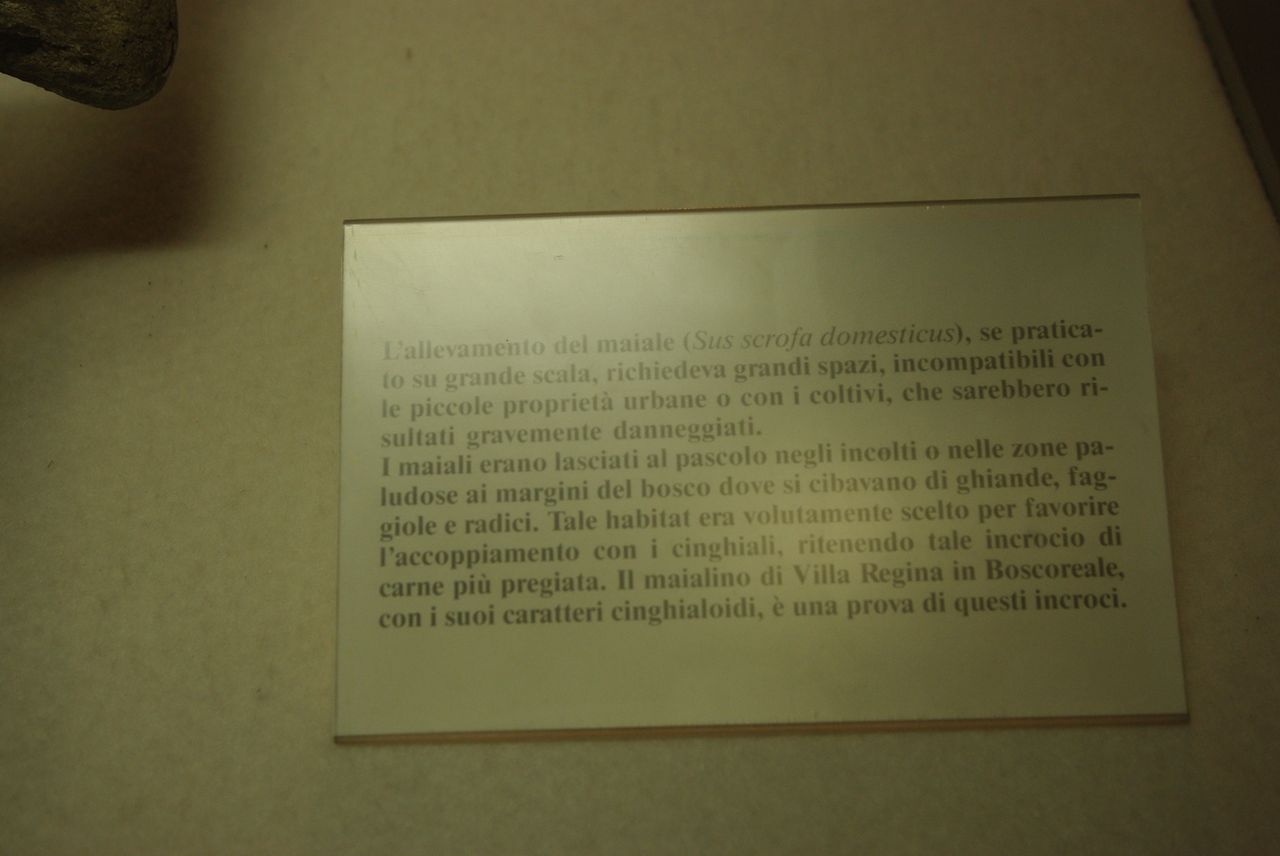 L'allevamento del maiale (Sus scrofa domesticus), se pratica-
to su grande scala, richiedeva grandi spazi, incompatibili con
le piccole proprietà urbane o con i coltivi, che sarebbero ri-
sultati gravemente danneggiati.
I maiali erano lasciati al pascolo negli incolti o nelle zone pa-
ludose ai margini del bosco dove si cibavano di ghiande, fag-
giole e radici. Tale habitat era volutamente scelto per favorire
l'accoppiamento con i cinghiali, ritenendo tale incrocio di
carne più pregiata. Il maialino di Villa Regina in Boscoreale,
con i suoi caratteri cinghialoidi, è una prova di questi incroci.